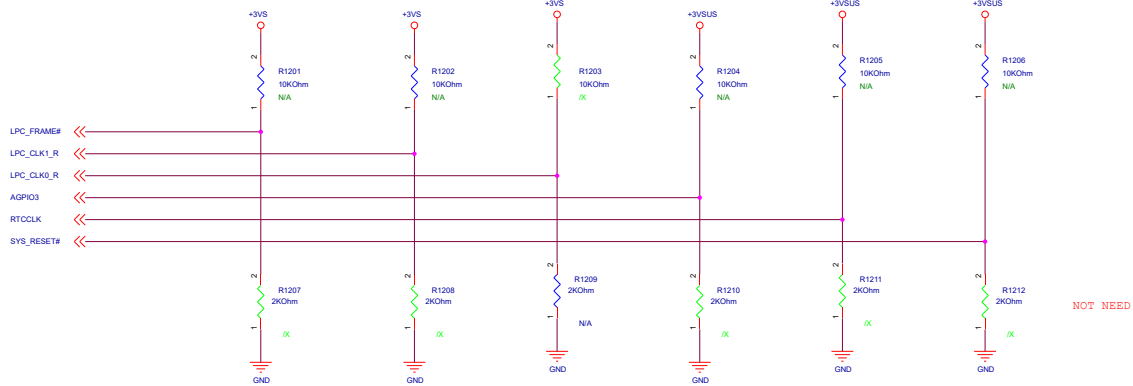 +3VS
+3VS
+3VS
+3VSUS
+3VSUS
+3VSUS
2
R1201
10KOhm
N/A
1
2
R1202
10KOhm
N/A
1
2
R1203
10KOhm
/X
1
2
R1204
10KOhm
N/A
1
2
R1205
10KOhm
N/A
1
2
R1206
10KOhm
N/A
1
LPC_FRAME#
LPC_CLK1_R
LPC_CLK0_R
AGPIO3
RTCCLK
SYS_RESET#
2
R1207
2KOhm
/X
1
GND
2
R1208
2KOhm
/X
1
GND
2
R1209
2KOhm
N/A
1
GND
2
R1210
2KOhm
/X
1
GND
2
R1211
2KOhm
/X
1
GND
2
R1212
2KOhm
/X
1
GND
NOT NEED